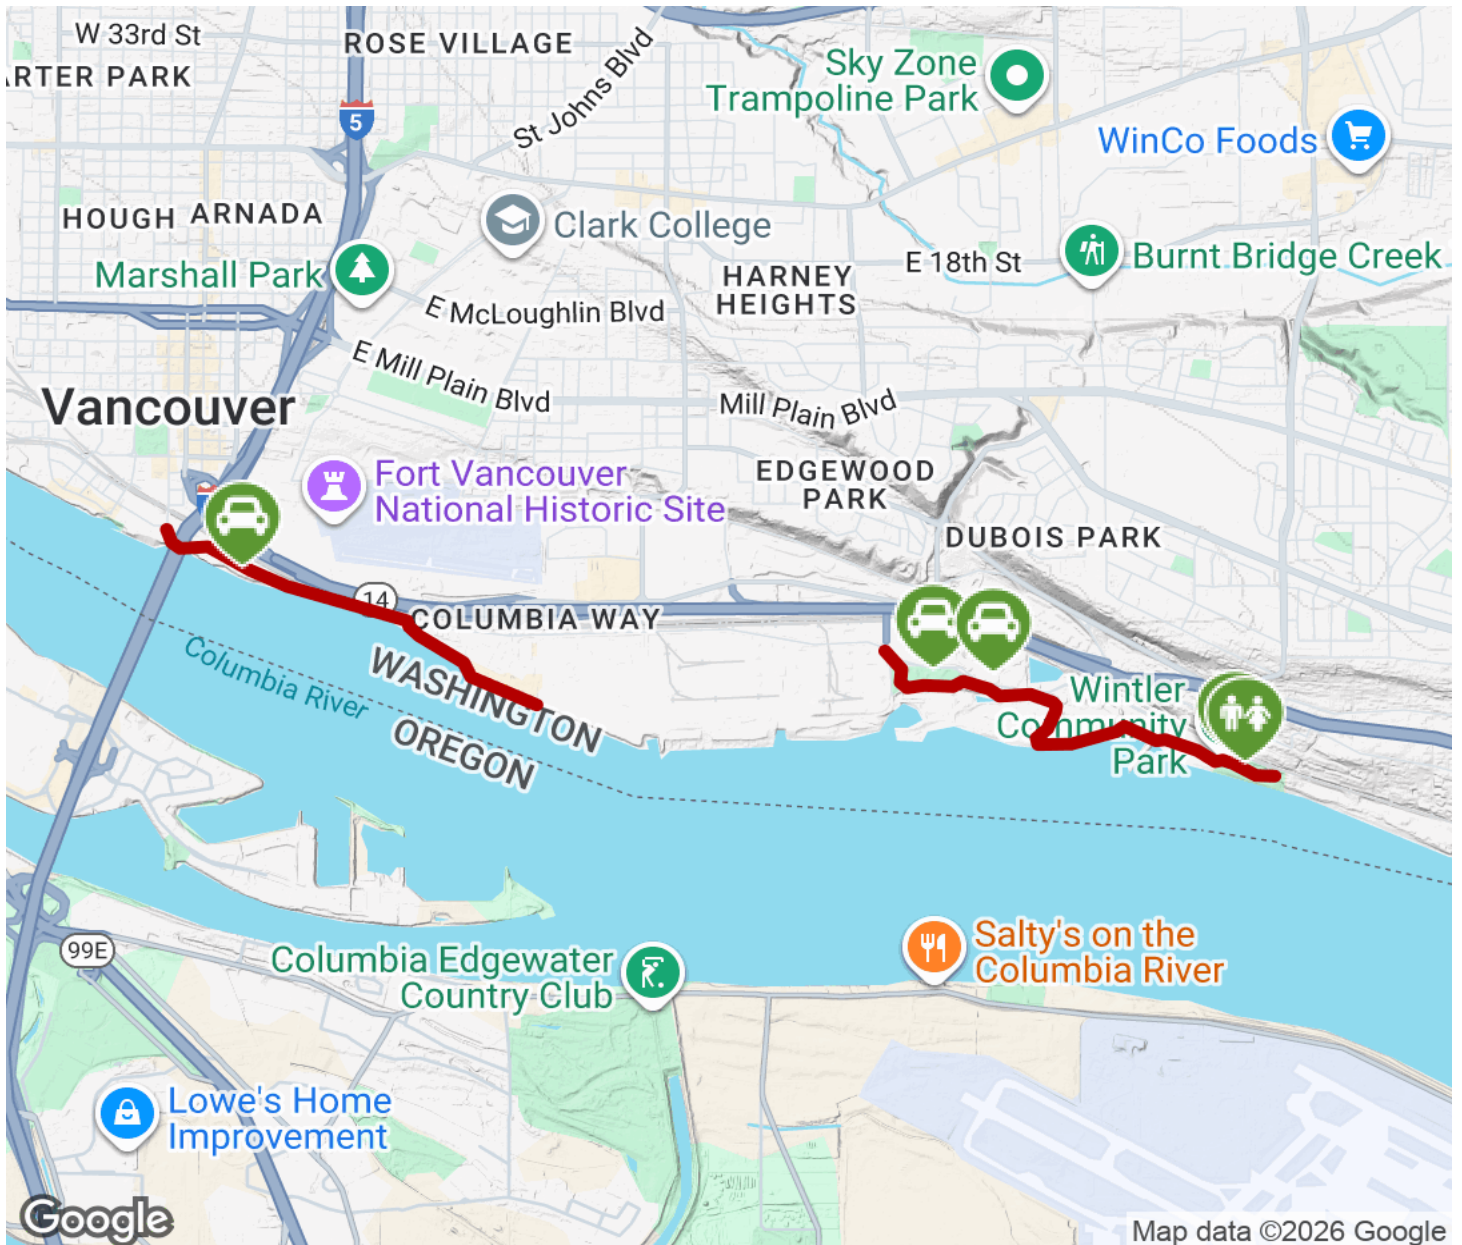 W 33rd St
ROSE VILLAGE
ARTER PARK
5
St Johns Blvd
Sky Zone
Trampoline Park
WinCo Foods
HOUGH
ARNADA
Clark College
Marshall Park
E 18th St
Burnt Bridge Creek
HARNEY
HEIGHTS
E McLoughlin Blvd
E Mill Plain Blvd
Mill Plain Blvd
Vancouver
Fort Vancouver
National Historic Site
EDGEWOOD
PARK
DUBOIS PARK
14
COLUMBIA WAY
Columbia River
WASHINGTON
OREGON
Wintler
Community
Park
99E
Columbia Edgewater
Country Club
Salty's on the
Columbia River
Lowe's Home
Improvement
Google
Map data ©2026 Google